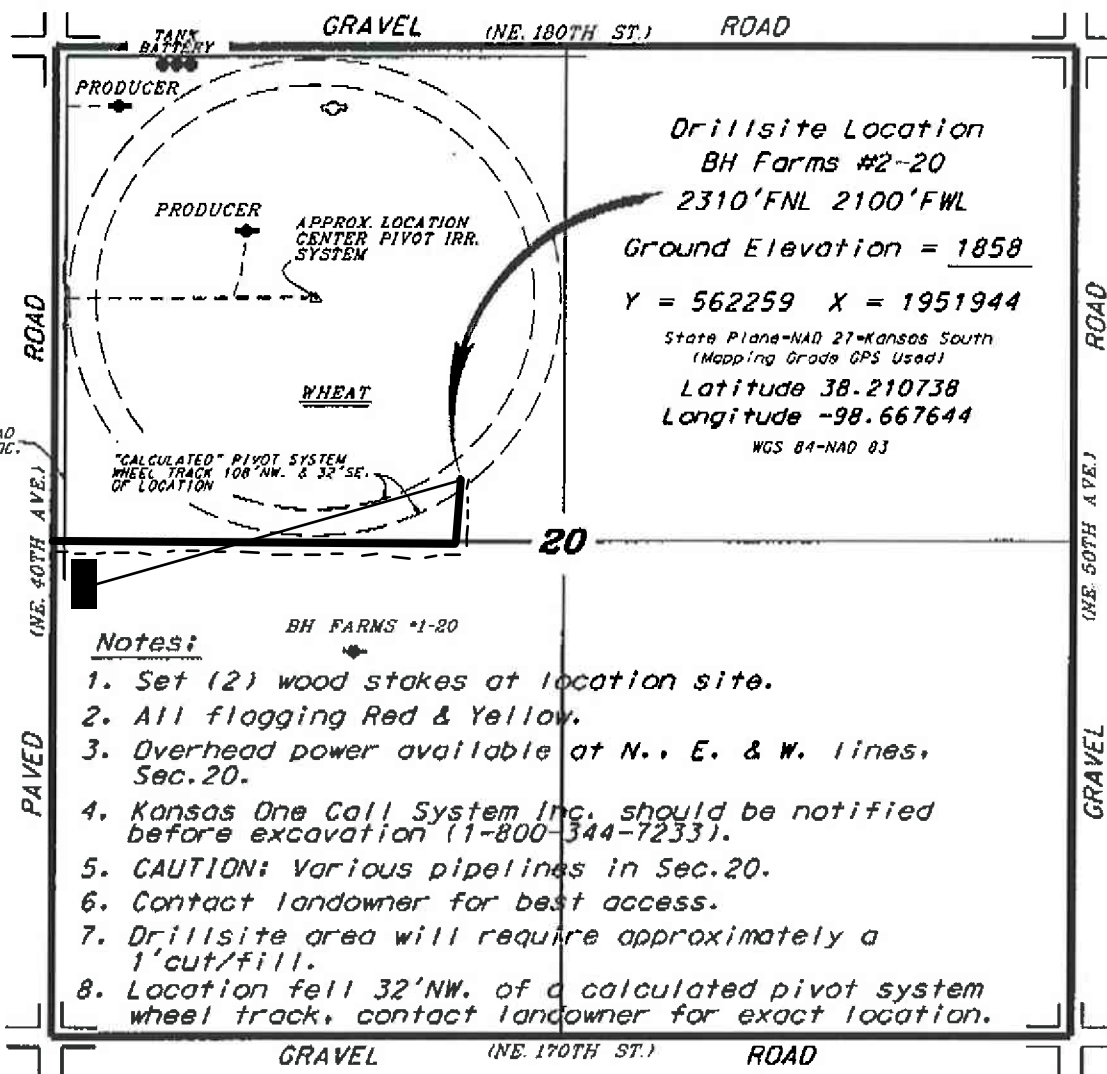 GRAVEL (NE. 180TH ST.) ROAD
TANK
BATTERY
PRODUCER
Drillsite Location
BH Farms #2-20
2310'FNL 2100'FWL
Ground Elevation = 1858
Y = 562259 X = 1951944
State Plane-NAD 27-Kansas South
(Mapping Grade GPS Used)
Latitude 38.210738
Longitude -98.667644
WGS 84-NAD 83
PRODUCER
APPROX. LOCATION
CENTER PIVOT IRR.
SYSTEM
WHEAT
"CALCULATED" PIVOT SYSTEM
WHEEL TRACK 108'NW. & 32'SE.
OF LOCATION
20
ROAD
(NE. 40TH AVE.)
PAVED
ROAD
(NE. 50TH AVE.)
GRAVEL
BH FARMS #1-20
Notes:
1. Set (2) wood stakes at location site.
2. All flagging Red & Yellow.
3. Overhead power available at N., E. & W. lines,
Sec.20.
4. Kansas One Call System Inc. should be notified
before excavation (1-800-344-7233).
5. CAUTION: Various pipelines in Sec.20.
6. Contact landowner for best access.
7. Drillsite area will require approximately a
1'cut/fill.
8. Location fell 32'NW. of a calculated pivot system
wheel track, contact landowner for exact location.
GRAVEL (NE. 170TH ST.) ROAD